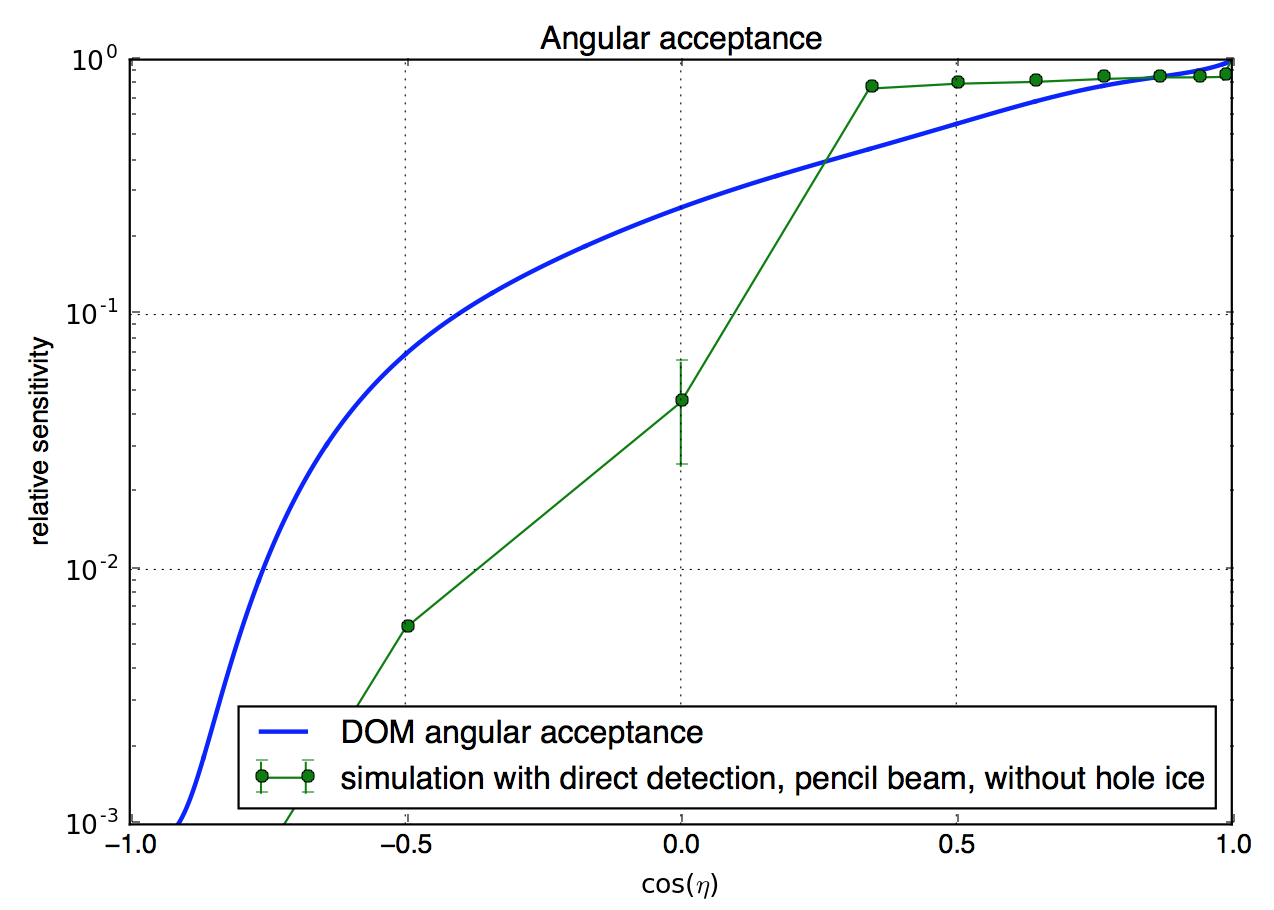 Angular acceptance
10^0
10^-1
10^-2
10^-3
relative sensitivity
DOM angular acceptance
simulation with direct detection, pencil beam, without hole ice
−1.0 −0.5 0.0 0.5 1.0
cos(η)